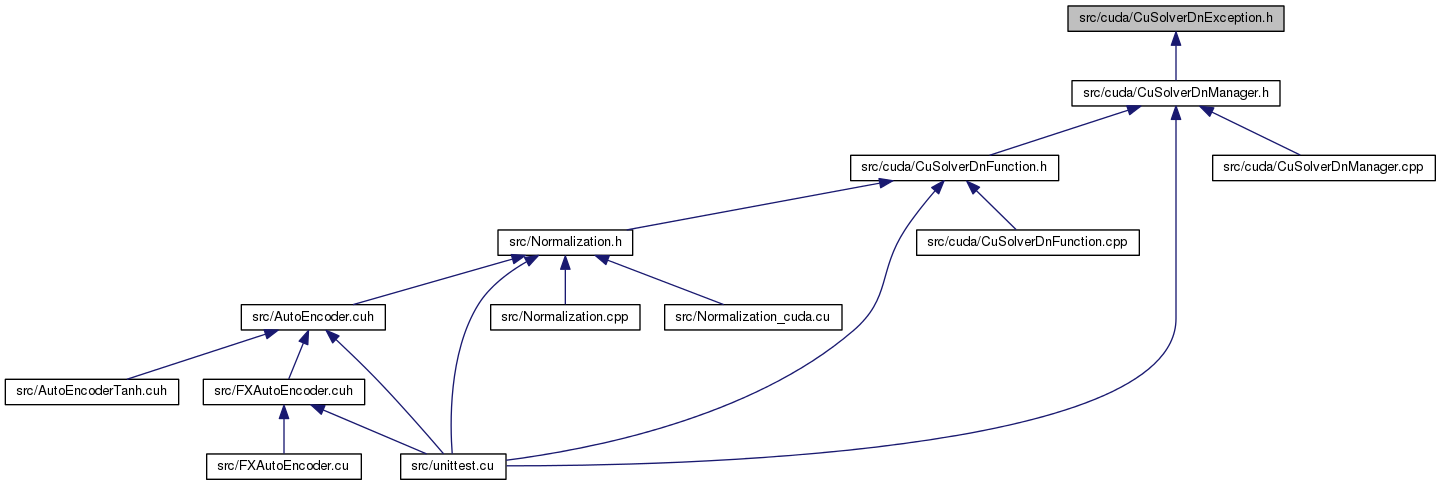 src/cuda/CuSolverDnException.h
src/cuda/CuSolverDnManager.h
src/cuda/CuSolverDnFunction.h
src/cuda/CuSolverDnManager.cpp
src/Normalization.h
src/cuda/CuSolverDnFunction.cpp
src/AutoEncoder.cuh
src/Normalization.cpp
src/Normalization_cuda.cu
src/AutoEncoderTanh.cuh
src/FXAutoEncoder.cuh
src/FXAutoEncoder.cu
src/unittest.cu